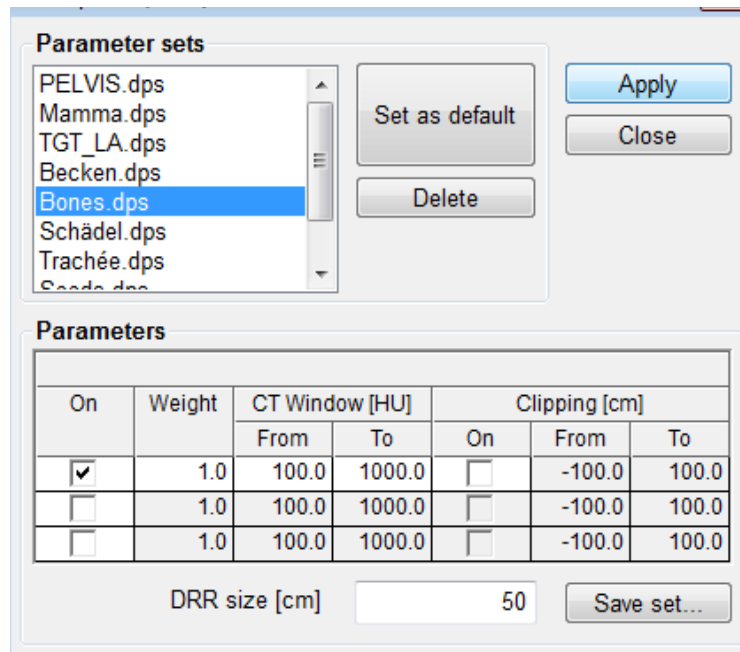 Parameter sets
PELVIS.dps
Mamma.dps
TGT_LA.dps
Becken.dps
Bones.dps
Schädel.dps
Trachée.dps
Set as default
Delete
Apply
Close
Parameters
On Weight CT Window [HU] Clipping [cm]
From To On From To
1.0 100.0 1000.0 -100.0 100.0
1.0 100.0 1000.0 -100.0 100.0
1.0 100.0 1000.0 -100.0 100.0
DRR size [cm] 50 Save set...